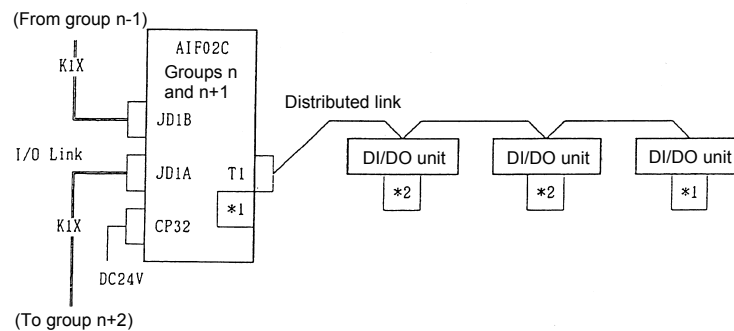 (From group n-1)
K1X
AIF02C
Groups n
and n+1
JD1B
I/O Link
JD1A
T1
*1
K1X
CP32
DC24V
(To group n+2)
Distributed link
DI/DO unit
DI/DO unit
DI/DO unit
*2
*2
*1